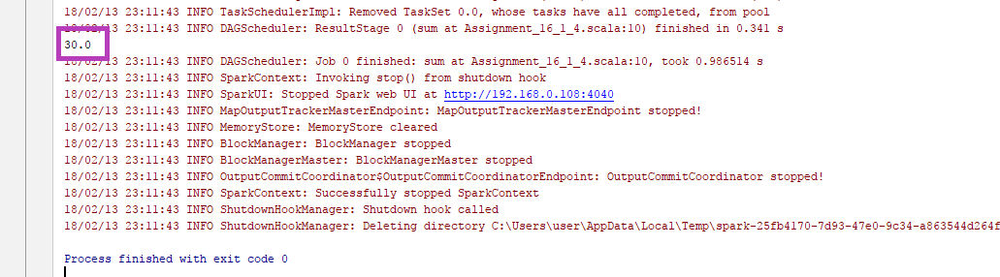 18/02/13 23:11:43 INFO TaskSchedulerImpl: Removed TaskSet 0.0, whose tasks have all completed, from pool
18/02/13 23:11:43 INFO DAGScheduler: ResultStage 0 (sum at Assignment_16_1_4.scala:10) finished in 0.341 s
30.0
18/02/13 23:11:43 INFO DAGScheduler: Job 0 finished: sum at Assignment_16_1_4.scala:10, took 0.986514 s
18/02/13 23:11:43 INFO SparkContext: Invoking stop() from shutdown hook
18/02/13 23:11:43 INFO SparkUI: Stopped Spark web UI at http://192.168.0.108:4040
18/02/13 23:11:43 INFO MapOutputTrackerMasterEndpoint: MapOutputTrackerMasterEndpoint stopped!
18/02/13 23:11:43 INFO MemoryStore: MemoryStore cleared
18/02/13 23:11:43 INFO BlockManager: BlockManager stopped
18/02/13 23:11:43 INFO BlockManagerMaster: BlockManagerMaster stopped
18/02/13 23:11:43 INFO OutputCommitCoordinator$OutputCommitCoordinatorEndpoint: OutputCommitCoordinator stopped!
18/02/13 23:11:43 INFO SparkContext: Successfully stopped SparkContext
18/02/13 23:11:43 INFO ShutdownHookManager: Shutdown hook called
18/02/13 23:11:43 INFO ShutdownHookManager: Deleting directory C:\Users\user\AppData\Local\Temp\spark-25fb4170-7d93-47e0-9c34-a863544d264f
Process finished with exit code 0